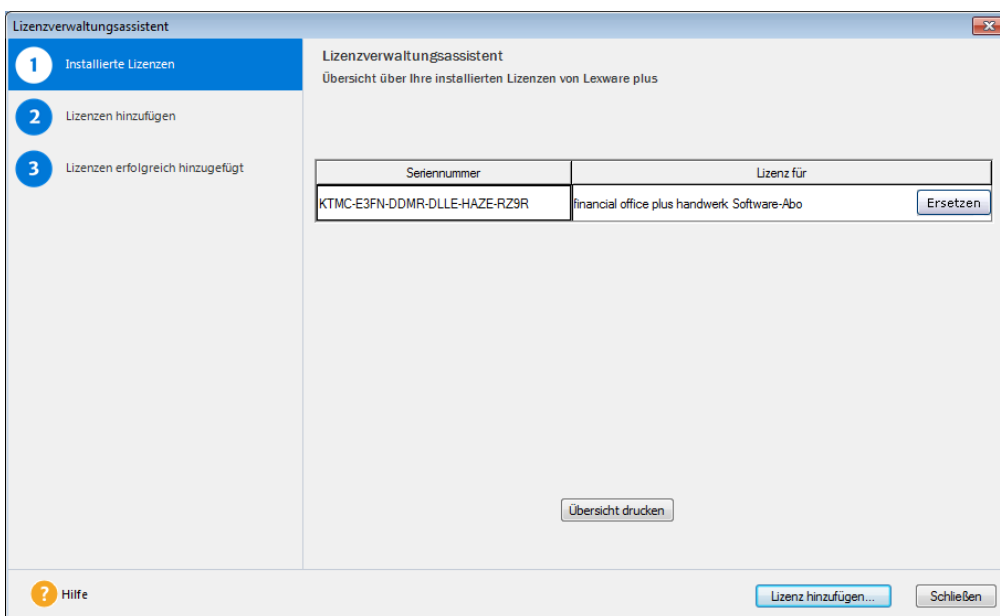 Lizenzverwaltungsassistent
1 Installierte Lizenzen
2 Lizenzen hinzufügen
3 Lizenzen erfolgreich hinzugefügt
Lizenzverwaltungsassistent
Übersicht über Ihre installierten Lizenzen von Lexware plus
Seriennummer Lizenz für
KTMC-E3FN-DDMR-DLLE-HAZE-RZ9R financial office plus handwerk Software-Abo Ersetzen
Übersicht drucken
? Hilfe
Lizenz hinzufügen... Schließen